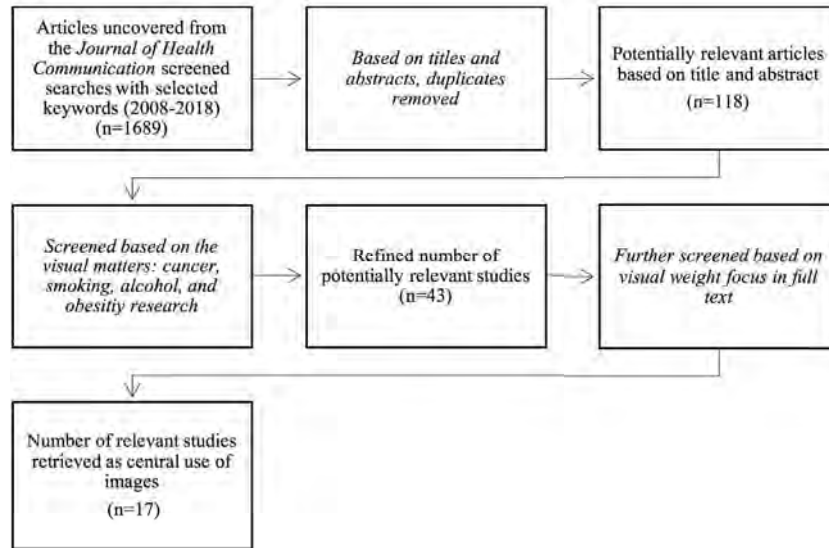 Articles uncovered from
the Journal of Health
Communication screened
searches with selected
keywords (2008-2018)
(n=1689)
Based on titles and
abstracts, duplicates
removed
Potentially relevant articles
based on title and abstract
(n=118)
Screened based on the
visual matters: cancer,
smoking, alcohol, and
obesitiy research
Refined number of
potentially relevant studies
(n=43)
Further screened based on
visual weight focus in full
text
Number of relevant studies
retrieved as central use of
images
(n=17)